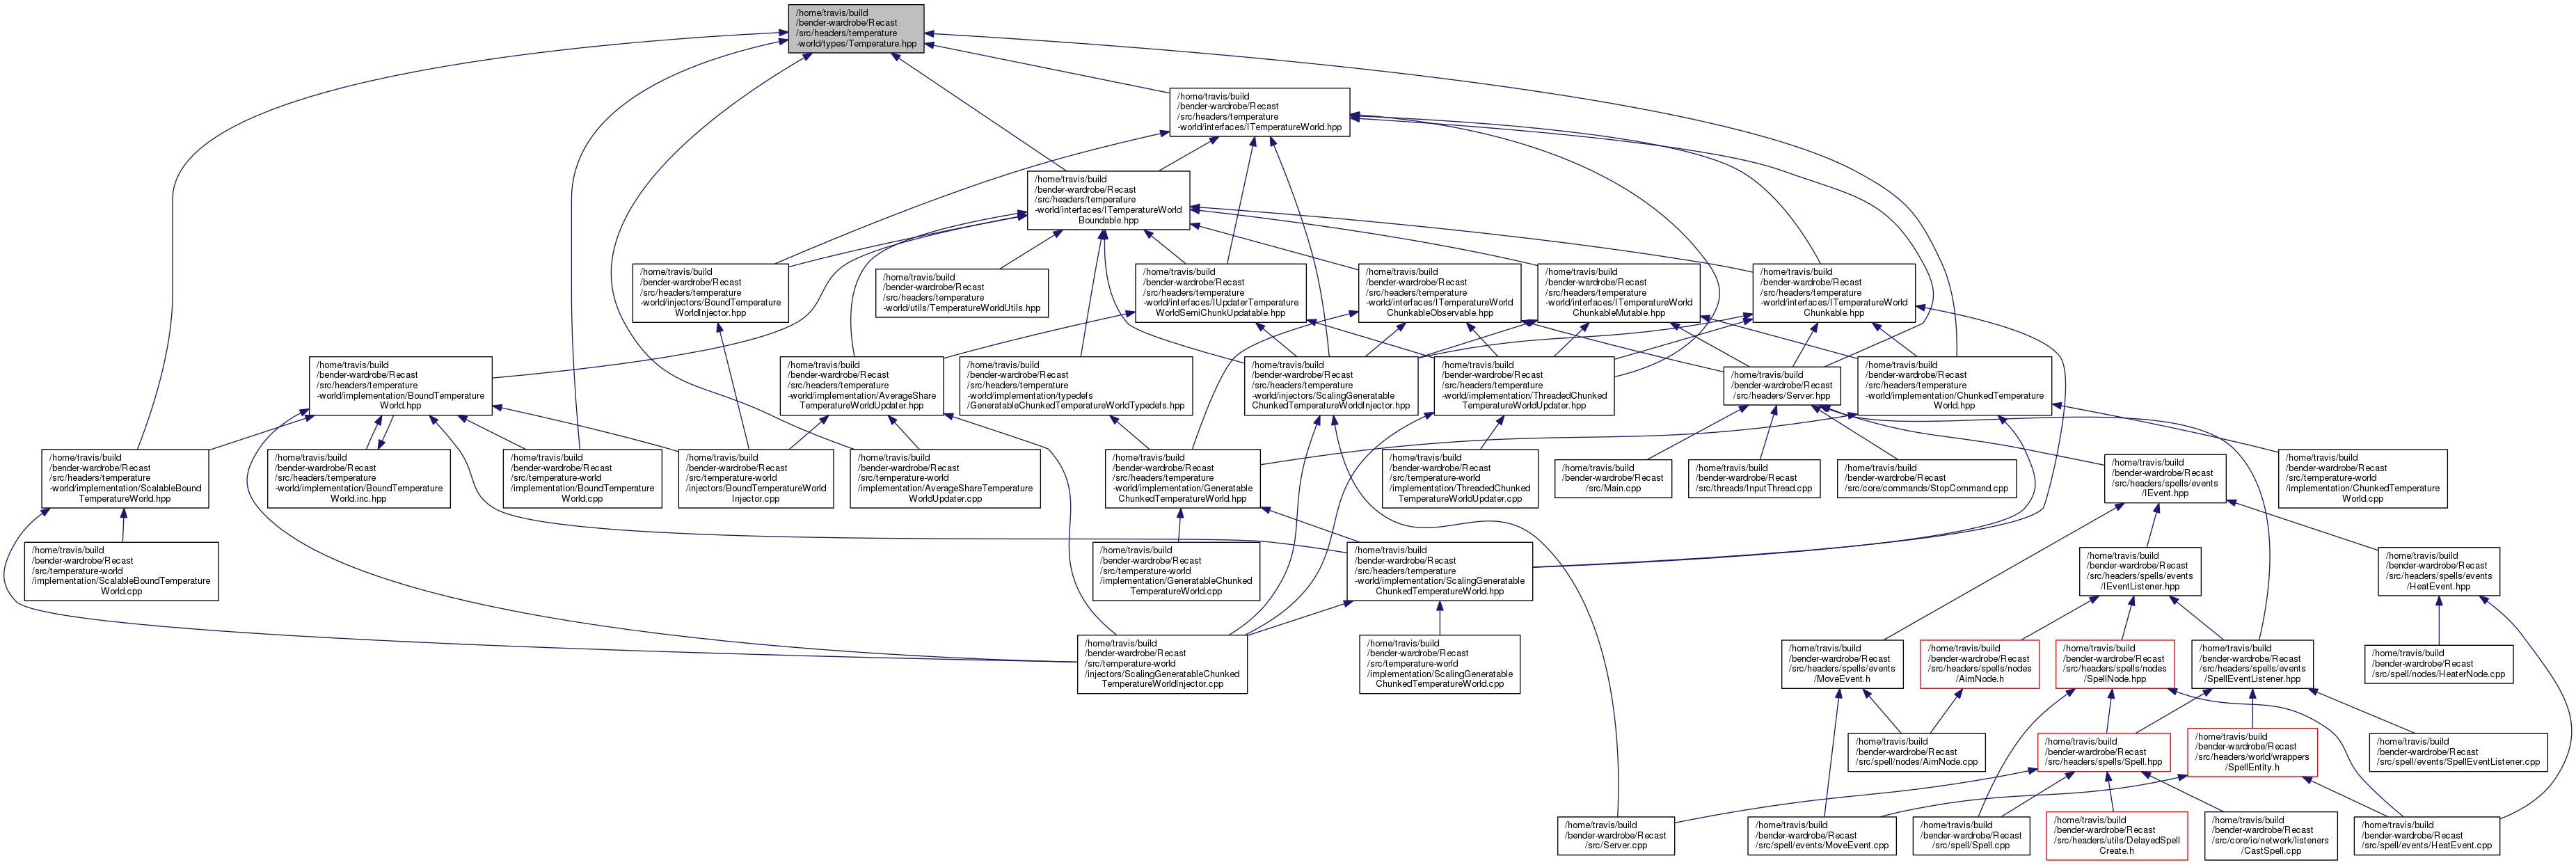 /home/travis/build
/bender-wardrobe/Recast
/src/headers/temperature
-world/types/Temperature.hpp
/home/travis/build
/bender-wardrobe/Recast
/src/headers/temperature
-world/interfaces/ITemperatureWorld.hpp
/home/travis/build
/bender-wardrobe/Recast
/src/headers/temperature
-world/interfaces/ITemperatureWorld
Boundable.hpp
/home/travis/build
/bender-wardrobe/Recast
/src/headers/temperature
-world/injectors/BoundTemperature
WorldInjector.hpp
/home/travis/build
/bender-wardrobe/Recast
/src/headers/temperature
-world/utils/TemperatureWorldUtils.hpp
/home/travis/build
/bender-wardrobe/Recast
/src/headers/temperature
-world/interfaces/IUpdaterTemperature
WorldSemiChunkUpdatable.hpp
/home/travis/build
/bender-wardrobe/Recast
/src/headers/temperature
-world/interfaces/ITemperatureWorld
ChunkableObservable.hpp
/home/travis/build
/bender-wardrobe/Recast
/src/headers/temperature
-world/interfaces/ITemperatureWorld
ChunkableMutable.hpp
/home/travis/build
/bender-wardrobe/Recast
/src/headers/temperature
-world/interfaces/ITemperatureWorld
Chunkable.hpp
/home/travis/build
/bender-wardrobe/Recast
/src/headers/temperature
-world/implementation/BoundTemperature
World.hpp
/home/travis/build
/bender-wardrobe/Recast
/src/headers/temperature
-world/implementation/AverageShare
TemperatureWorldUpdater.hpp
/home/travis/build
/bender-wardrobe/Recast
/src/headers/temperature
-world/implementation/typedefs
/GeneratableChunkedTemperatureWorldTypedefs.hpp
/home/travis/build
/bender-wardrobe/Recast
/src/headers/temperature
-world/injectors/ScalingGeneratable
ChunkedTemperatureWorldInjector.hpp
/home/travis/build
/bender-wardrobe/Recast
/src/headers/temperature
-world/implementation/ThreadedChunked
TemperatureWorldUpdater.hpp
/home/travis/build
/bender-wardrobe/Recast
/src/headers/Server.hpp
/home/travis/build
/bender-wardrobe/Recast
/src/headers/temperature
-world/implementation/ChunkedTemperature
World.hpp
/home/travis/build
/bender-wardrobe/Recast
/src/headers/temperature
-world/implementation/ScalableBound
TemperatureWorld.hpp
/home/travis/build
/bender-wardrobe/Recast
/src/headers/temperature
-world/implementation/BoundTemperature
World.inc.hpp
/home/travis/build
/bender-wardrobe/Recast
/src/temperature-world
/implementation/BoundTemperature
World.cpp
/home/travis/build
/bender-wardrobe/Recast
/src/temperature-world
/injectors/BoundTemperatureWorld
Injector.cpp
/home/travis/build
/bender-wardrobe/Recast
/src/temperature-world
/implementation/AverageShareTemperature
WorldUpdater.cpp
/home/travis/build
/bender-wardrobe/Recast
/src/headers/temperature
-world/implementation/Generatable
ChunkedTemperatureWorld.hpp
/home/travis/build
/bender-wardrobe/Recast
/src/temperature-world
/implementation/ThreadedChunked
TemperatureWorldUpdater.cpp
/home/travis/build
/bender-wardrobe/Recast
/src/Main.cpp
/home/travis/build
/bender-wardrobe/Recast
/src/threads/InputThread.cpp
/home/travis/build
/bender-wardrobe/Recast
/src/core/commands/StopCommand.cpp
/home/travis/build
/bender-wardrobe/Recast
/src/headers/spells/events
/IEvent.hpp
/home/travis/build
/bender-wardrobe/Recast
/src/temperature-world
/implementation/ChunkedTemperature
World.cpp
/home/travis/build
/bender-wardrobe/Recast
/src/temperature-world
/implementation/ScalableBoundTemperature
World.cpp
/home/travis/build
/bender-wardrobe/Recast
/src/temperature-world
/implementation/GeneratableChunked
TemperatureWorld.cpp
/home/travis/build
/bender-wardrobe/Recast
/src/headers/temperature
-world/implementation/ScalingGeneratable
ChunkedTemperatureWorld.hpp
/home/travis/build
/bender-wardrobe/Recast
/src/headers/spells/events
/IEventListener.hpp
/home/travis/build
/bender-wardrobe/Recast
/src/headers/spells/events
/HeatEvent.hpp
/home/travis/build
/bender-wardrobe/Recast
/src/temperature-world
/injectors/ScalingGeneratableChunked
TemperatureWorldInjector.cpp
/home/travis/build
/bender-wardrobe/Recast
/src/temperature-world
/implementation/ScalingGeneratable
ChunkedTemperatureWorld.cpp
/home/travis/build
/bender-wardrobe/Recast
/src/headers/spells/events
/MoveEvent.h
/home/travis/build
/bender-wardrobe/Recast
/src/headers/spells/nodes
/AimNode.h
/home/travis/build
/bender-wardrobe/Recast
/src/headers/spells/nodes
/SpellNode.hpp
/home/travis/build
/bender-wardrobe/Recast
/src/headers/spells/events
/SpellEventListener.hpp
/home/travis/build
/bender-wardrobe/Recast
/src/spell/nodes/HeaterNode.cpp
/home/travis/build
/bender-wardrobe/Recast
/src/spell/nodes/AimNode.cpp
/home/travis/build
/bender-wardrobe/Recast
/src/headers/spells/Spell.hpp
/home/travis/build
/bender-wardrobe/Recast
/src/headers/world/wrappers
/SpellEntity.h
/home/travis/build
/bender-wardrobe/Recast
/src/spell/events/SpellEventListener.cpp
/home/travis/build
/bender-wardrobe/Recast
/src/Server.cpp
/home/travis/build
/bender-wardrobe/Recast
/src/spell/events/MoveEvent.cpp
/home/travis/build
/bender-wardrobe/Recast
/src/spell/Spell.cpp
/home/travis/build
/bender-wardrobe/Recast
/src/headers/utils/DelayedSpell
Create.h
/home/travis/build
/bender-wardrobe/Recast
/src/core/io/network/listeners
/CastSpell.cpp
/home/travis/build
/bender-wardrobe/Recast
/src/spell/events/HeatEvent.cpp